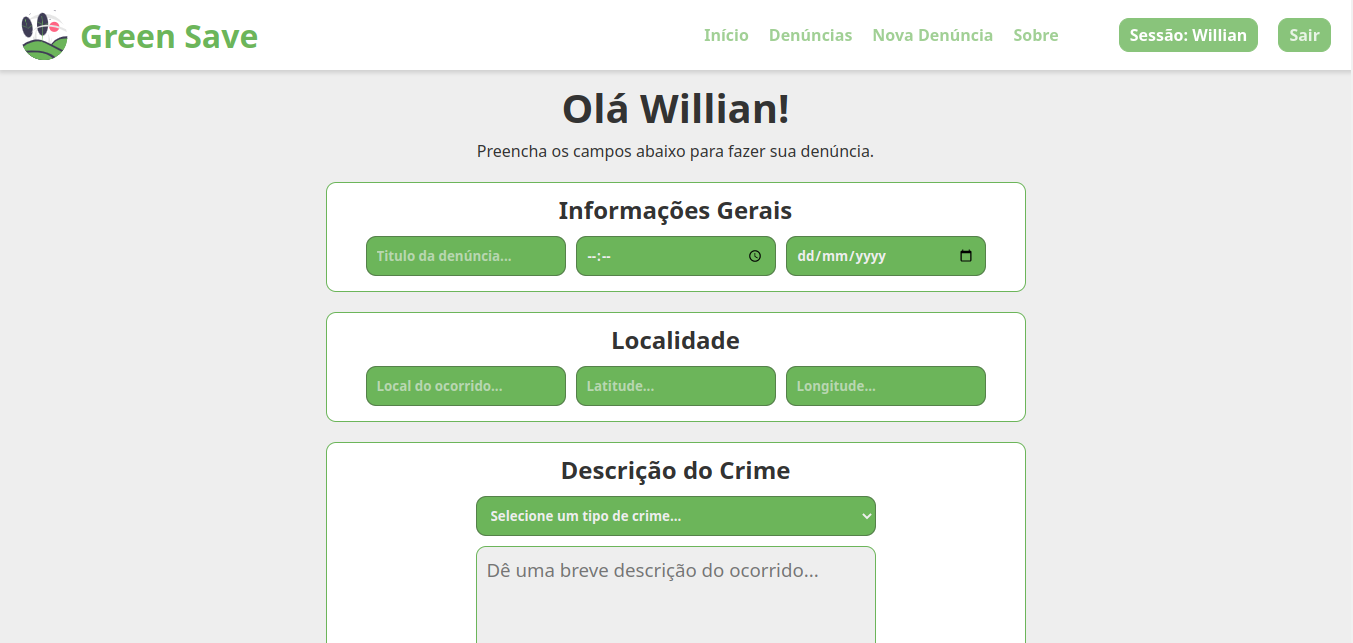 Green Save
Início Denúncias Nova Denúncia Sobre Sessão: Willian Sair
Olá Willian!
Preencha os campos abaixo para fazer sua denúncia.
Informações Gerais
Titulo da denúncia... --:-- dd/mm/yyyy
Localidade
Local do ocorrido... Latitude... Longitude...
Descrição do Crime
Selecione um tipo de crime...
Dê uma breve descrição do ocorrido...